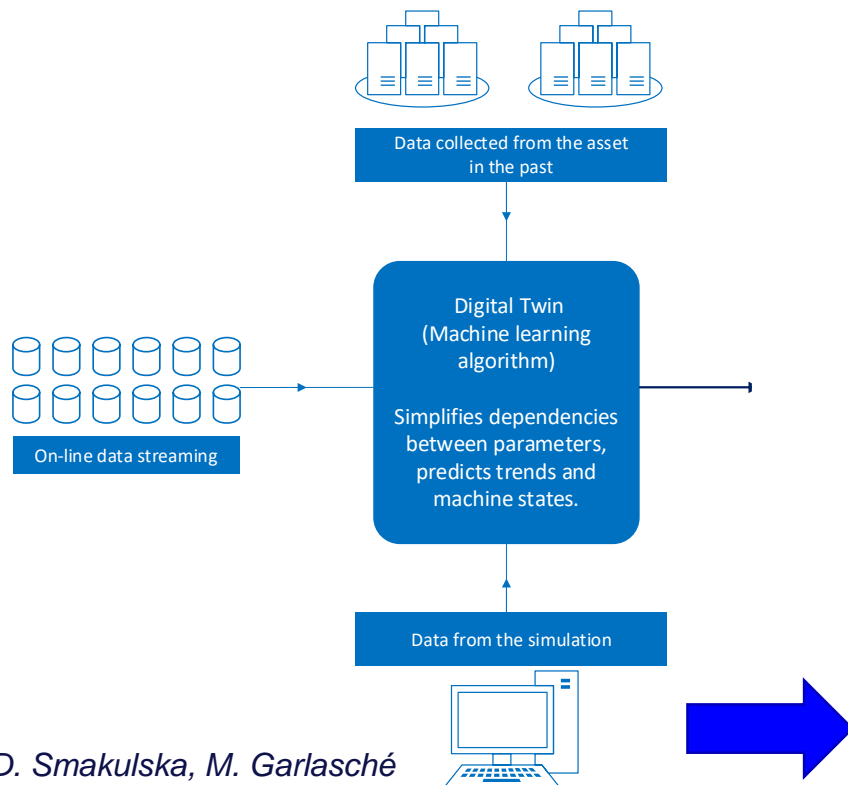 Data collected from the asset
in the past
Digital Twin
(Machine learning
algorithm)
Simplifies dependencies
between parameters,
predicts trends and
machine states.
On-line data streaming
Data from the simulation
D. Smakulska, M. Garlasché